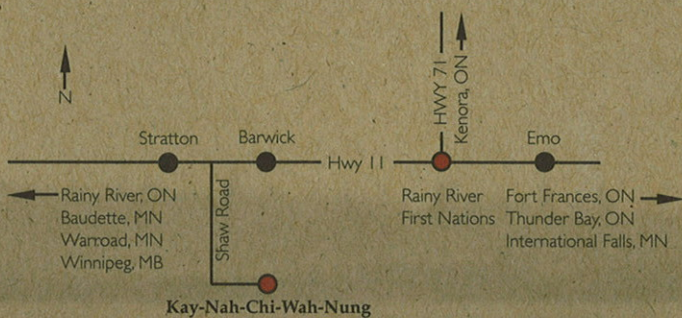 HWY 71
Kenora, ON
N
Stratton
Barwick
Hwy 11
Emo
Rainy River, ON
Baudette, MN
Warroad, MN
Winnipeg, MB
Shaw Road
Rainy River
First Nations
Fort Frances, ON
Thunder Bay, ON
International Falls, MN
Kay-Nah-Chi-Wah-Nung